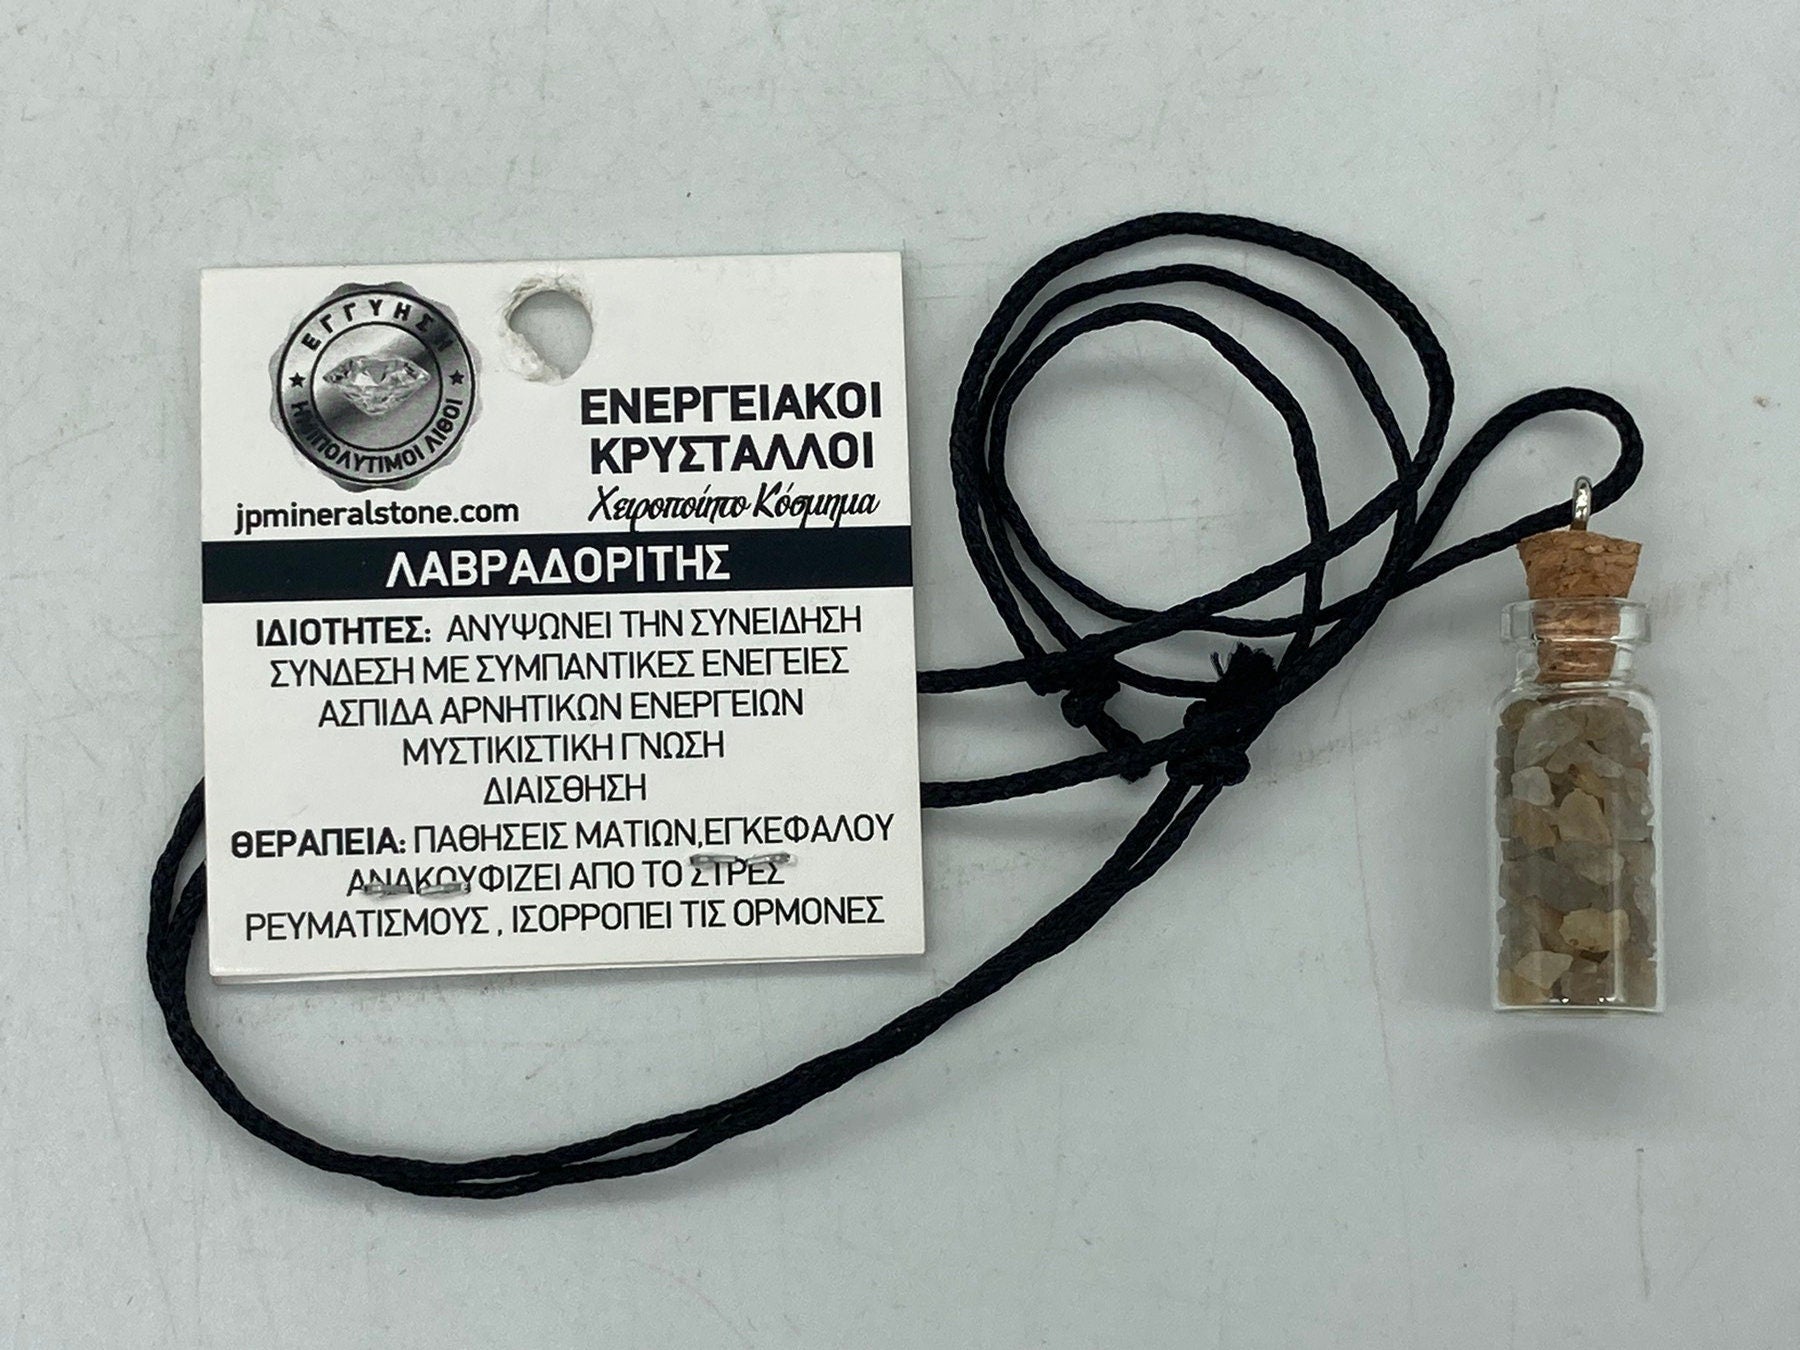 ΕΓΓΥΗΣΗ
ΗΜΙΠΟΛΥΤΙΜΟΙ ΛΙΘΟΙ
jpmineralstone.com
ΕΝΕΡΓΕΙΑΚΟΙ
ΚΡΥΣΤΑΛΛΟΙ
Χειροποίητο Κόσμημα
ΛΑΒΡΑΔΟΡΙΤΗΣ
ΙΔΙΟΤΗΤΕΣ: ΑΝΥΨΩΝΕΙ ΤΗΝ ΣΥΝΕΙΔΗΣΗ
ΣΥΝΔΕΣΗ ΜΕ ΣΥΜΠΑΝΤΙΚΕΣ ΕΝΕΓΕΙΕΣ
ΑΣΠΙΔΑ ΑΡΝΗΤΙΚΩΝ ΕΝΕΡΓΕΙΩΝ
ΜΥΣΤΙΚΙΣΤΙΚΗ ΓΝΩΣΗ
ΔΙΑΙΣΘΗΣΗ
ΘΕΡΑΠΕΙΑ: ΠΑΘΗΣΕΙΣ ΜΑΤΙΩΝ,ΕΓΚΕΦΑΛΟΥ
ΑΝΑΚΟΥΦΙΖΕΙ ΑΠΟ ΤΟ ΣΤΡΕΣ
ΡΕΥΜΑΤΙΣΜΟΥΣ , ΙΣΟΡΡΟΠΕΙ ΤΙΣ ΟΡΜΟΝΕΣ